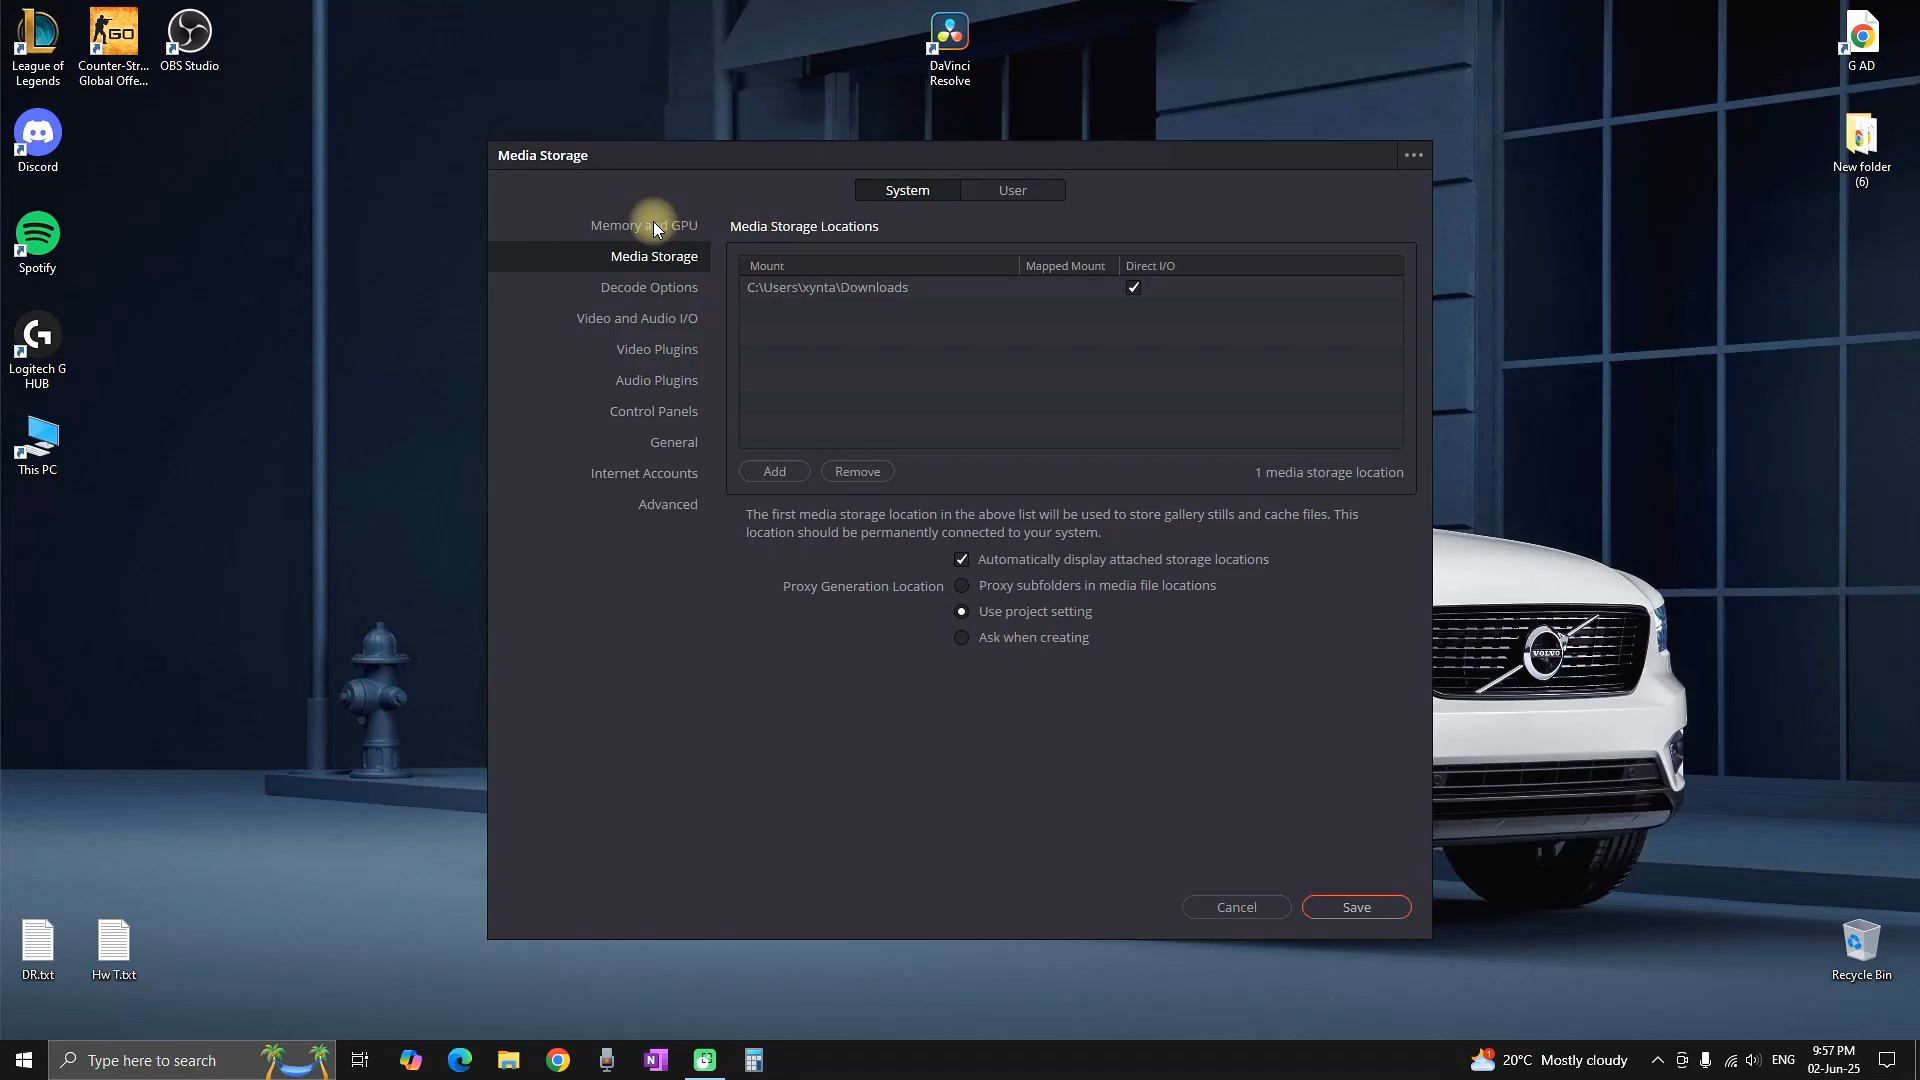 League of
Legends
Counter-Str...
Global Offe...
OBS Studio
DaVinci
Resolve
G AD
Discord
New folder
(6)
Spotify
Logitech G
HUB
This PC
DR.txt
Hw T.txt
Recycle Bin
Media Storage
System
User
Memory and GPU
Media Storage
Decode Options
Video and Audio I/O
Video Plugins
Audio Plugins
Control Panels
General
Internet Accounts
Advanced
Media Storage Locations
Mount
Mapped Mount
Direct I/O
C:\Users\xynta\Downloads
Add
Remove
1 media storage location
The first media storage location in the above list will be used to store gallery stills and cache files. This
location should be permanently connected to your system.
Automatically display attached storage locations
Proxy Generation Location
Proxy subfolders in media file locations
Use project setting
Ask when creating
Cancel
Save
VOLVO
Type here to search
1
20°C Mostly cloudy
ENG
9:57 PM
02-Jun-25